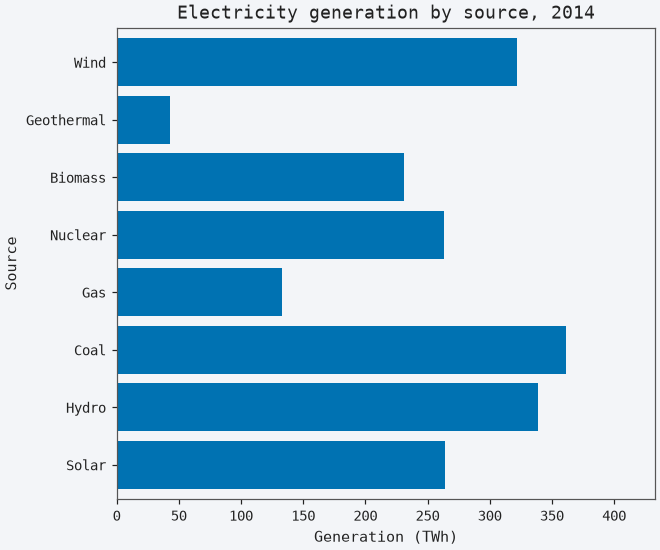 Electricity generation by source, 2014
Wind
Geothermal
Biomass
Nuclear
Gas
Coal
Hydro
Solar
Source
0 50 100 150 200 250 300 350 400
Generation (TWh)